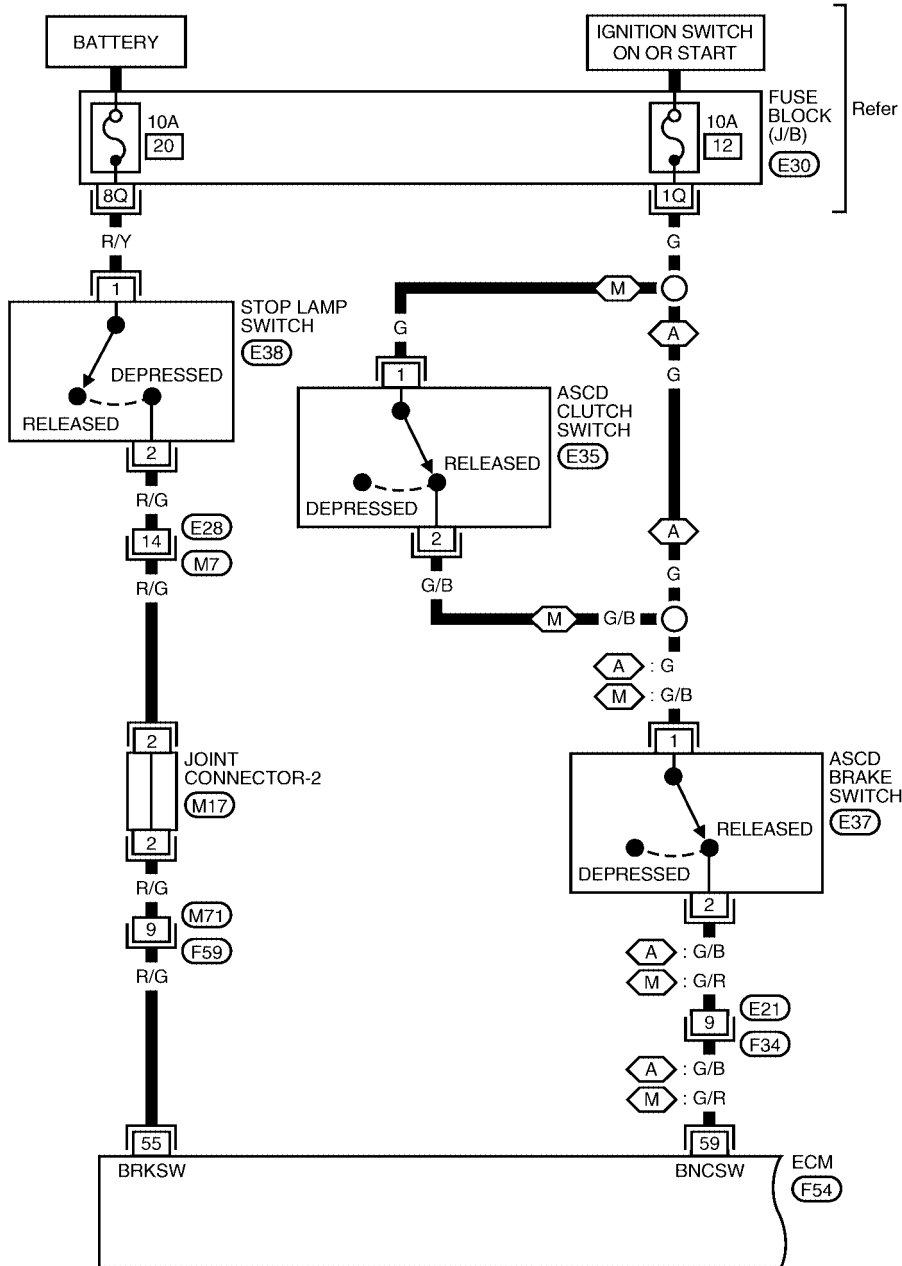 BATTERY
IGNITION SWITCH
ON OR START
10A
20
10A
12
FUSE
BLOCK
(J/B)
E30
Refer
8Q
1Q
R/Y
G
1
M
A
STOP LAMP
SWITCH
E38
DEPRESSED
RELEASED
G
G
1
ASCD
CLUTCH
SWITCH
E35
RELEASED
DEPRESSED
2
R/G
14
E28
M7
R/G
2
G/B
A
G
M
G/B
A : G
M : G/B
2
JOINT
CONNECTOR-2
M17
2
1
ASCD
BRAKE
SWITCH
E37
RELEASED
DEPRESSED
2
R/G
9
M71
F59
R/G
A : G/B
M : G/R
9
E21
F34
A : G/B
M : G/R
55
59
BRKSW
BNCSW
ECM
F54